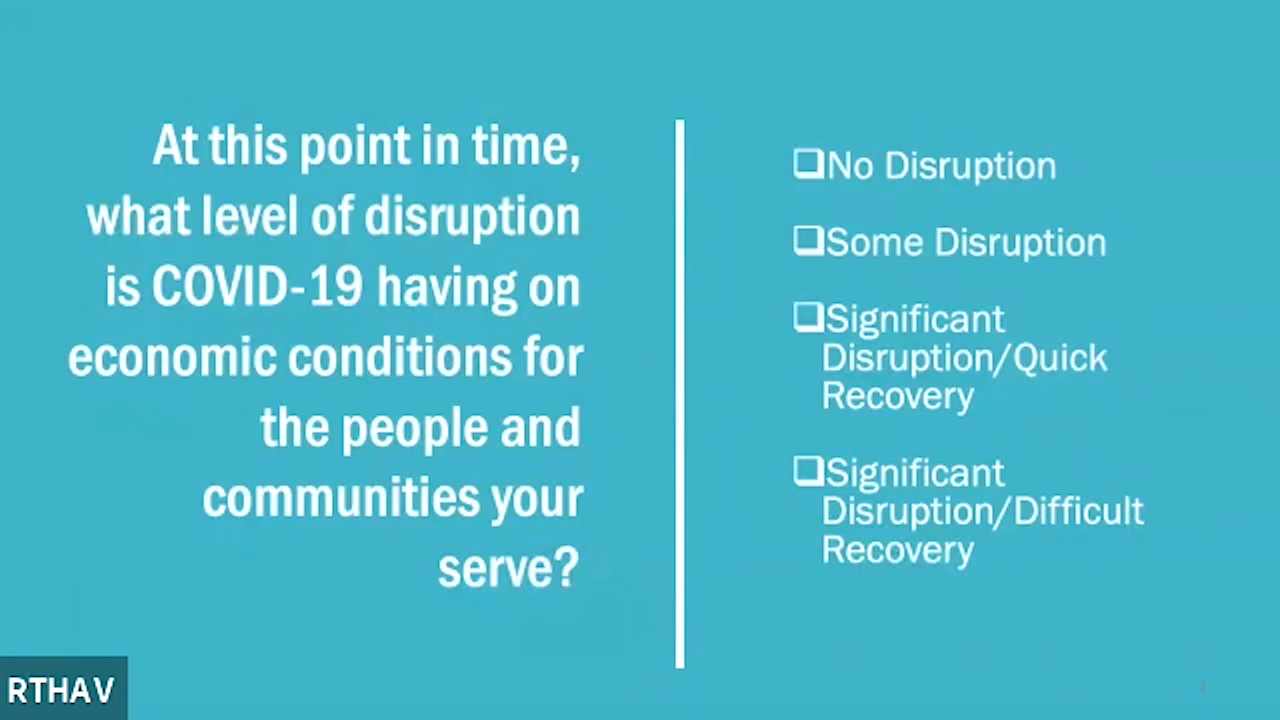 At this point in time,
what level of disruption
is COVID-19 having on
economic conditions for
the people and
communities your
serve?
❑No Disruption
❑Some Disruption
❑Significant
Disruption/Quick
Recovery
❑Significant
Disruption/Difficult
Recovery
RTHAV